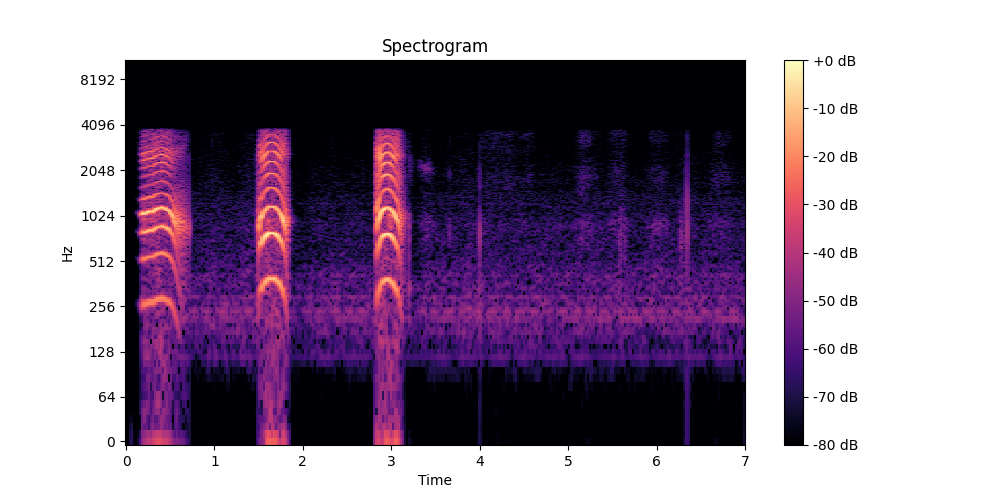 Spectrogram
8192
4096
2048
1024
512
256
128
64
0
Hz
0 1 2 3 4 5 6 7
Time
+0 dB
-10 dB
-20 dB
-30 dB
-40 dB
-50 dB
-60 dB
-70 dB
-80 dB